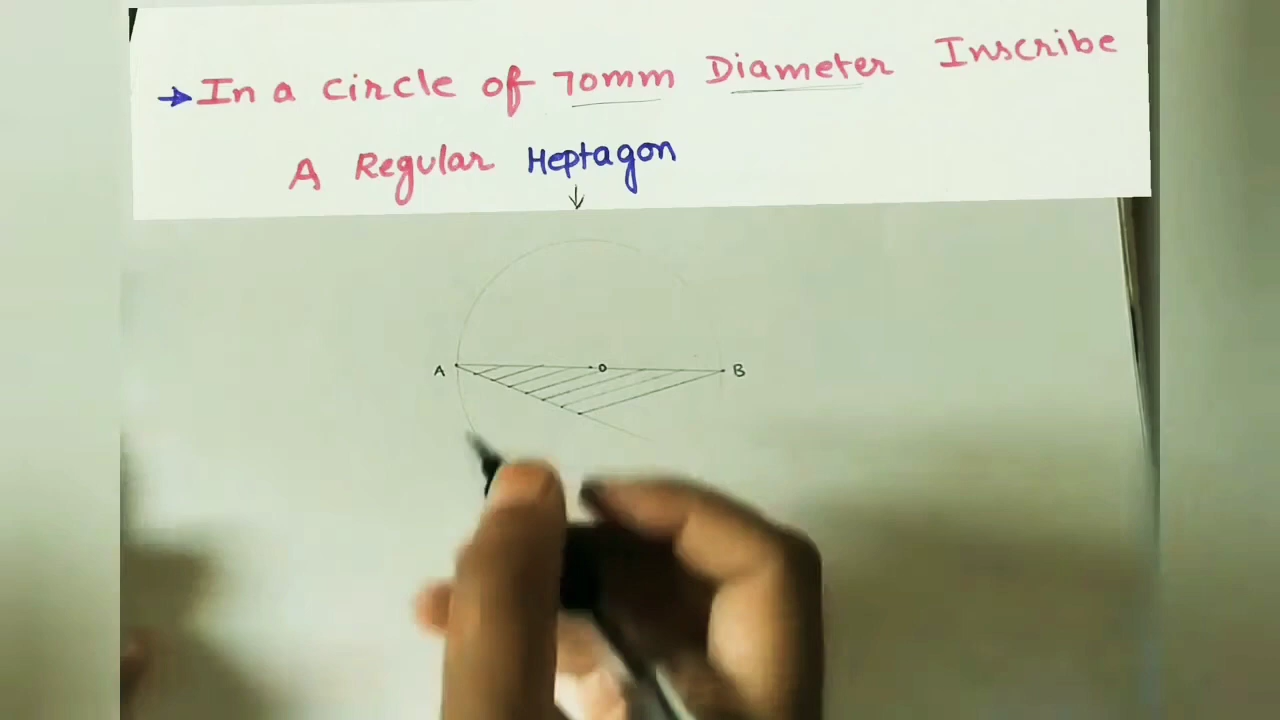 → In a circle of 70mm Diameter Inscribe
A Regular Heptagon
A O B